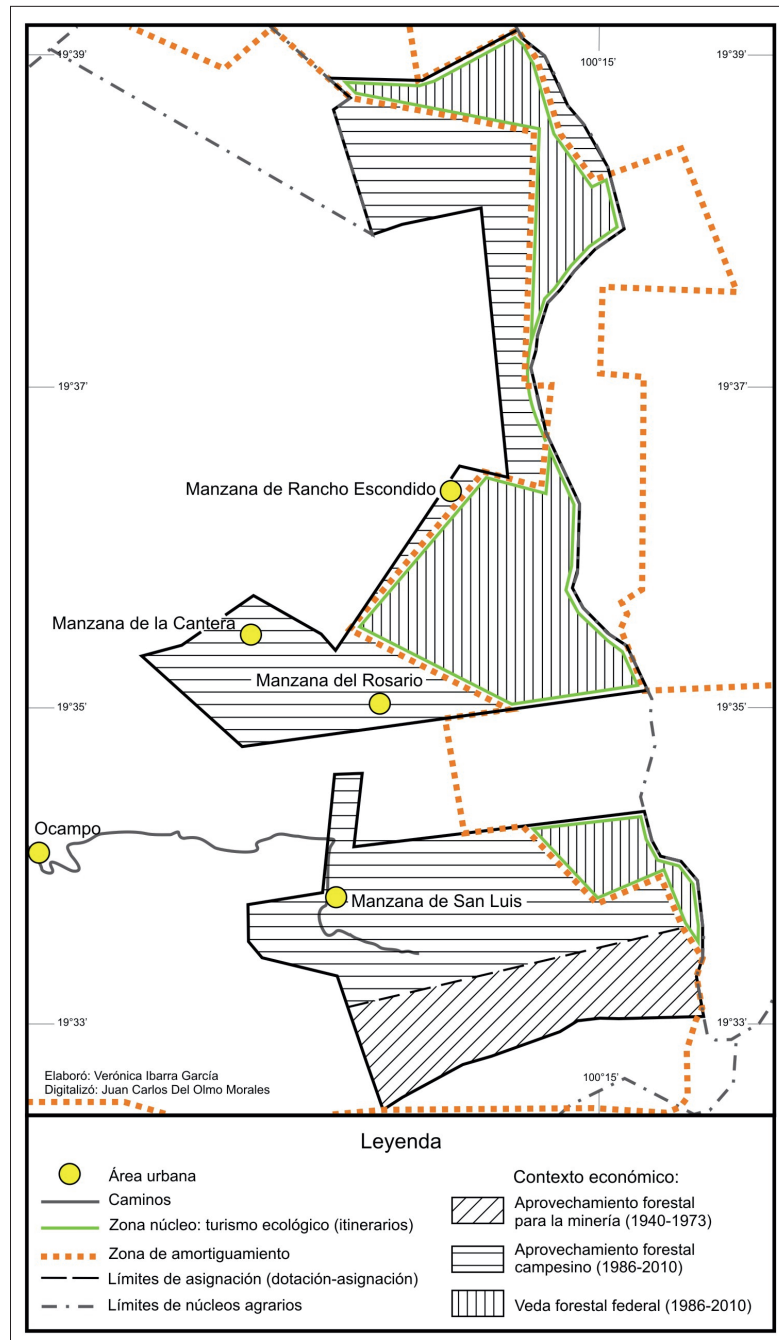 19°39'
100°15'
19°39'
19°37'
19°37'
Manzana de Rancho Escondido
Manzana de la Cantera
Manzana del Rosario
19°35'
19°35'
Ocampo
Manzana de San Luis
19°33'
19°33'
Elaboró: Verónica Ibarra García
Digitalizó: Juan Carlos Del Olmo Morales
100°15'
Leyenda
Área urbana
Caminos
Zona núcleo: turismo ecológico (itinerarios)
Zona de amortiguamiento
Límites de asignación (dotación-asignación)
Límites de núcleos agrarios
Contexto económico:
Aprovechamiento forestal
para la minería (1940-1973)
Aprovechamiento forestal
campesino (1986-2010)
Veda forestal federal (1986-2010)